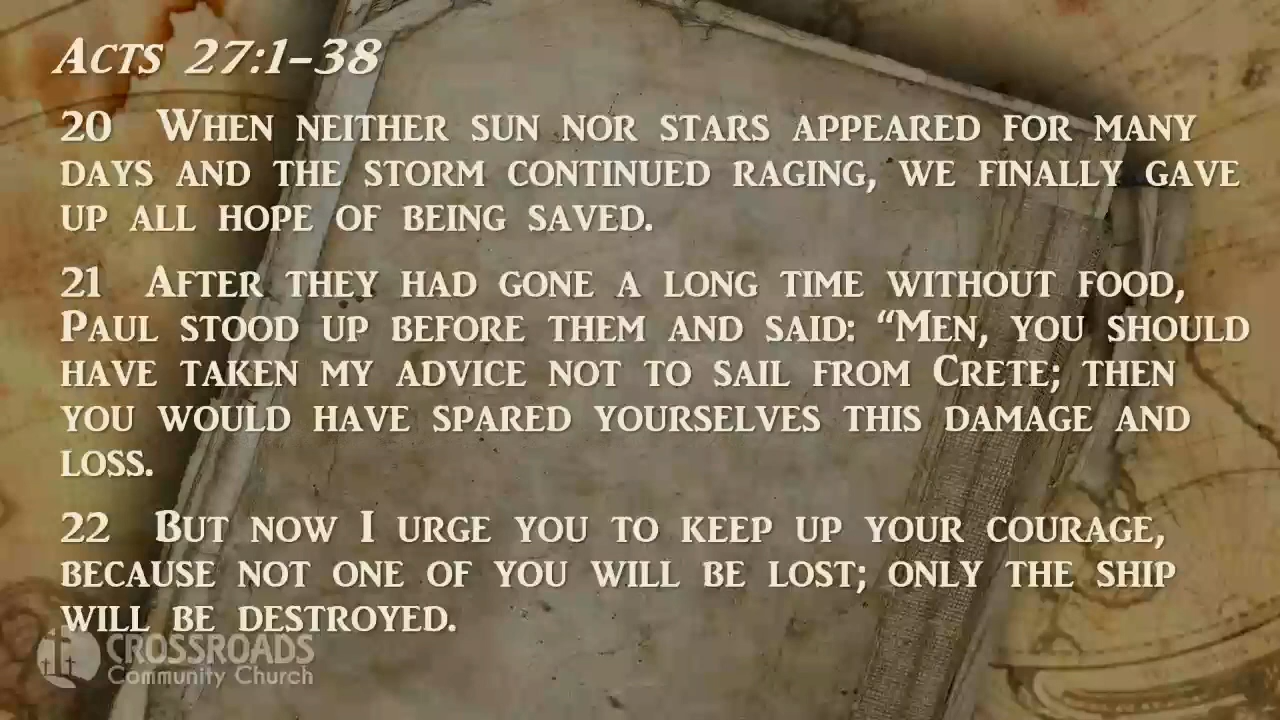 Acts 27:1-38
20 When neither sun nor stars appeared for many
days and the storm continued raging, we finally gave
up all hope of being saved.
21 After they had gone a long time without food,
Paul stood up before them and said: “Men, you should
have taken my advice not to sail from Crete; then
you would have spared yourselves this damage and
loss.
22 But now I urge you to keep up your courage,
because not one of you will be lost; only the ship
will be destroyed.
CROSSROADS
Community Church